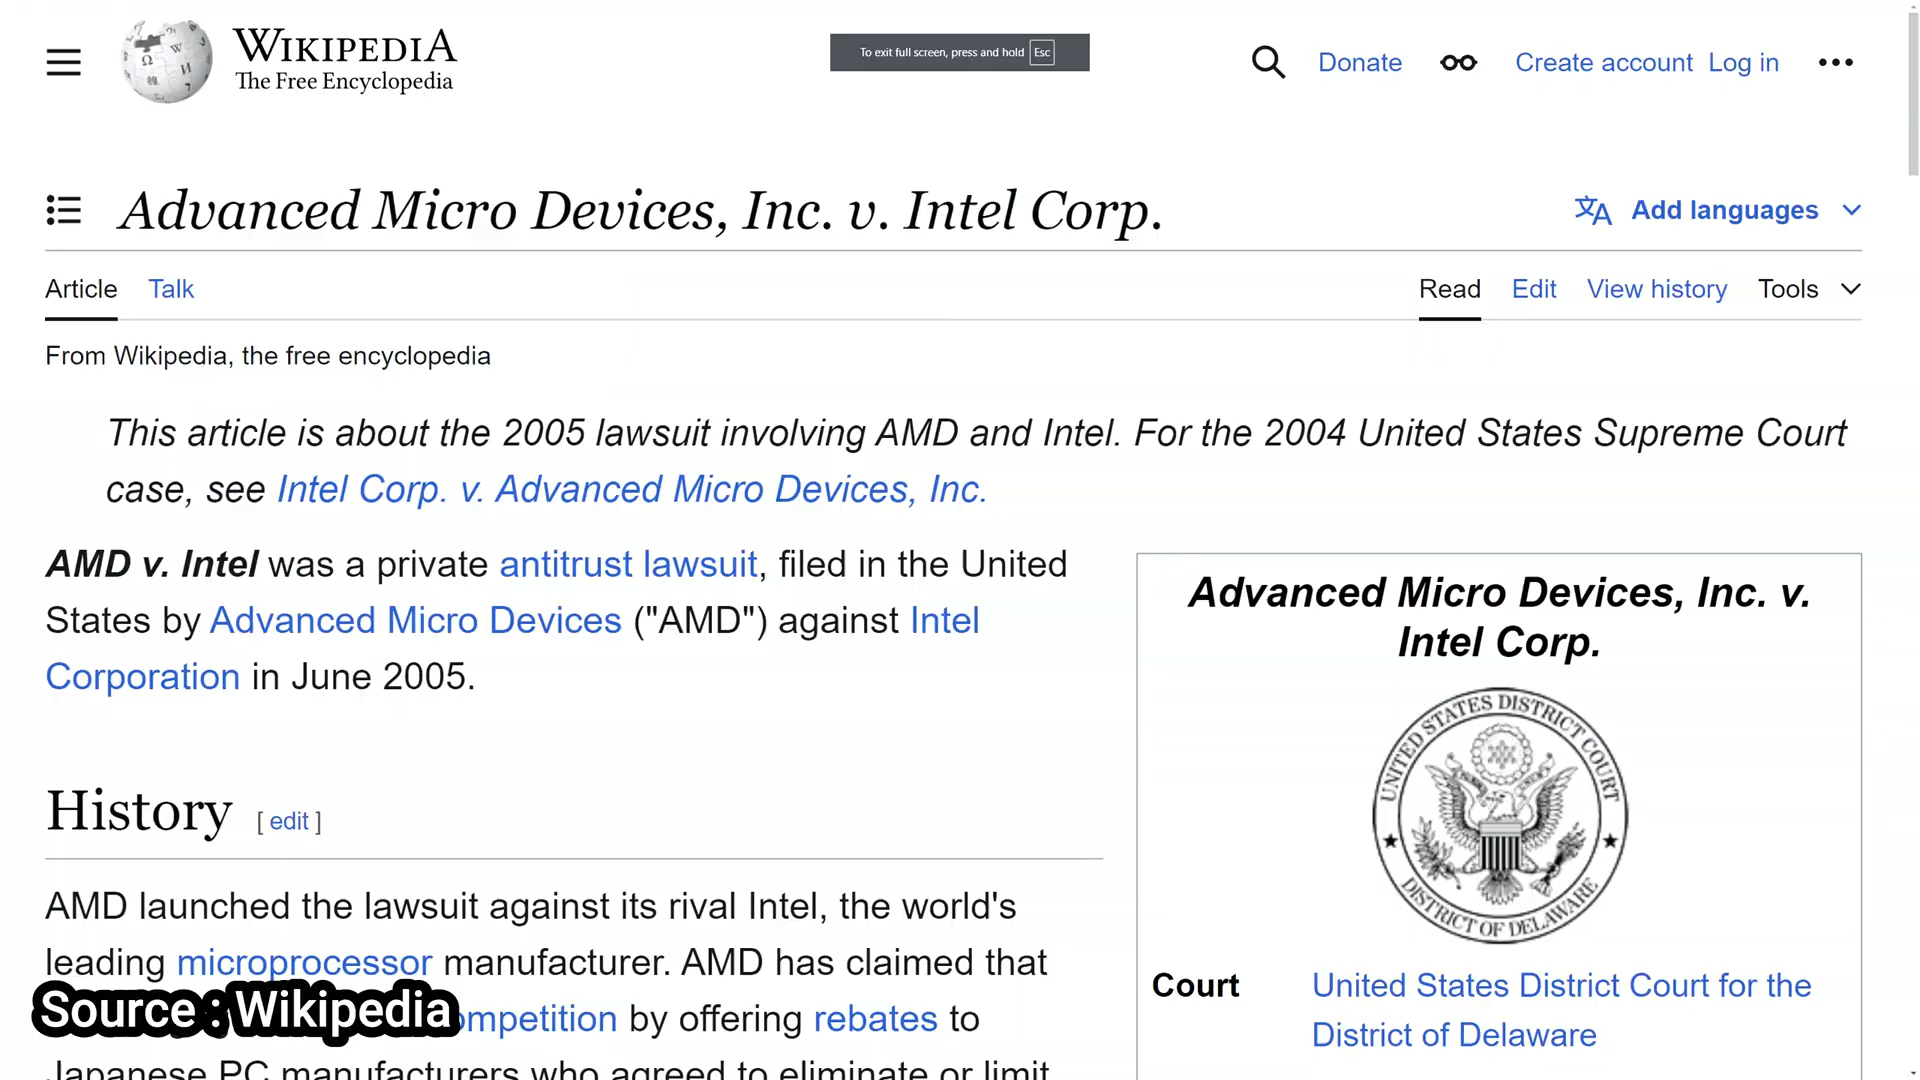 WIKIPEDIA
The Free Encyclopedia
To exit full screen, press and hold Esc
Donate
Create account Log in
Advanced Micro Devices, Inc. v. Intel Corp.
Add languages
Article Talk
Read Edit View history Tools
From Wikipedia, the free encyclopedia
This article is about the 2005 lawsuit involving AMD and Intel. For the 2004 United States Supreme Court
case, see Intel Corp. v. Advanced Micro Devices, Inc.
AMD v. Intel was a private antitrust lawsuit, filed in the United
States by Advanced Micro Devices ("AMD") against Intel
Corporation in June 2005.
History [ edit ]
AMD launched the lawsuit against its rival Intel, the world's
leading microprocessor manufacturer. AMD has claimed that
by offering rebates to
Japanese PC manufacturers who agreed to eliminate or limit
Source : Wikipedia
Advanced Micro Devices, Inc. v.
Intel Corp.
UNITED STATES DISTRICT COURT
DISTRICT OF DELAWARE
Court United States District Court for the
District of Delaware